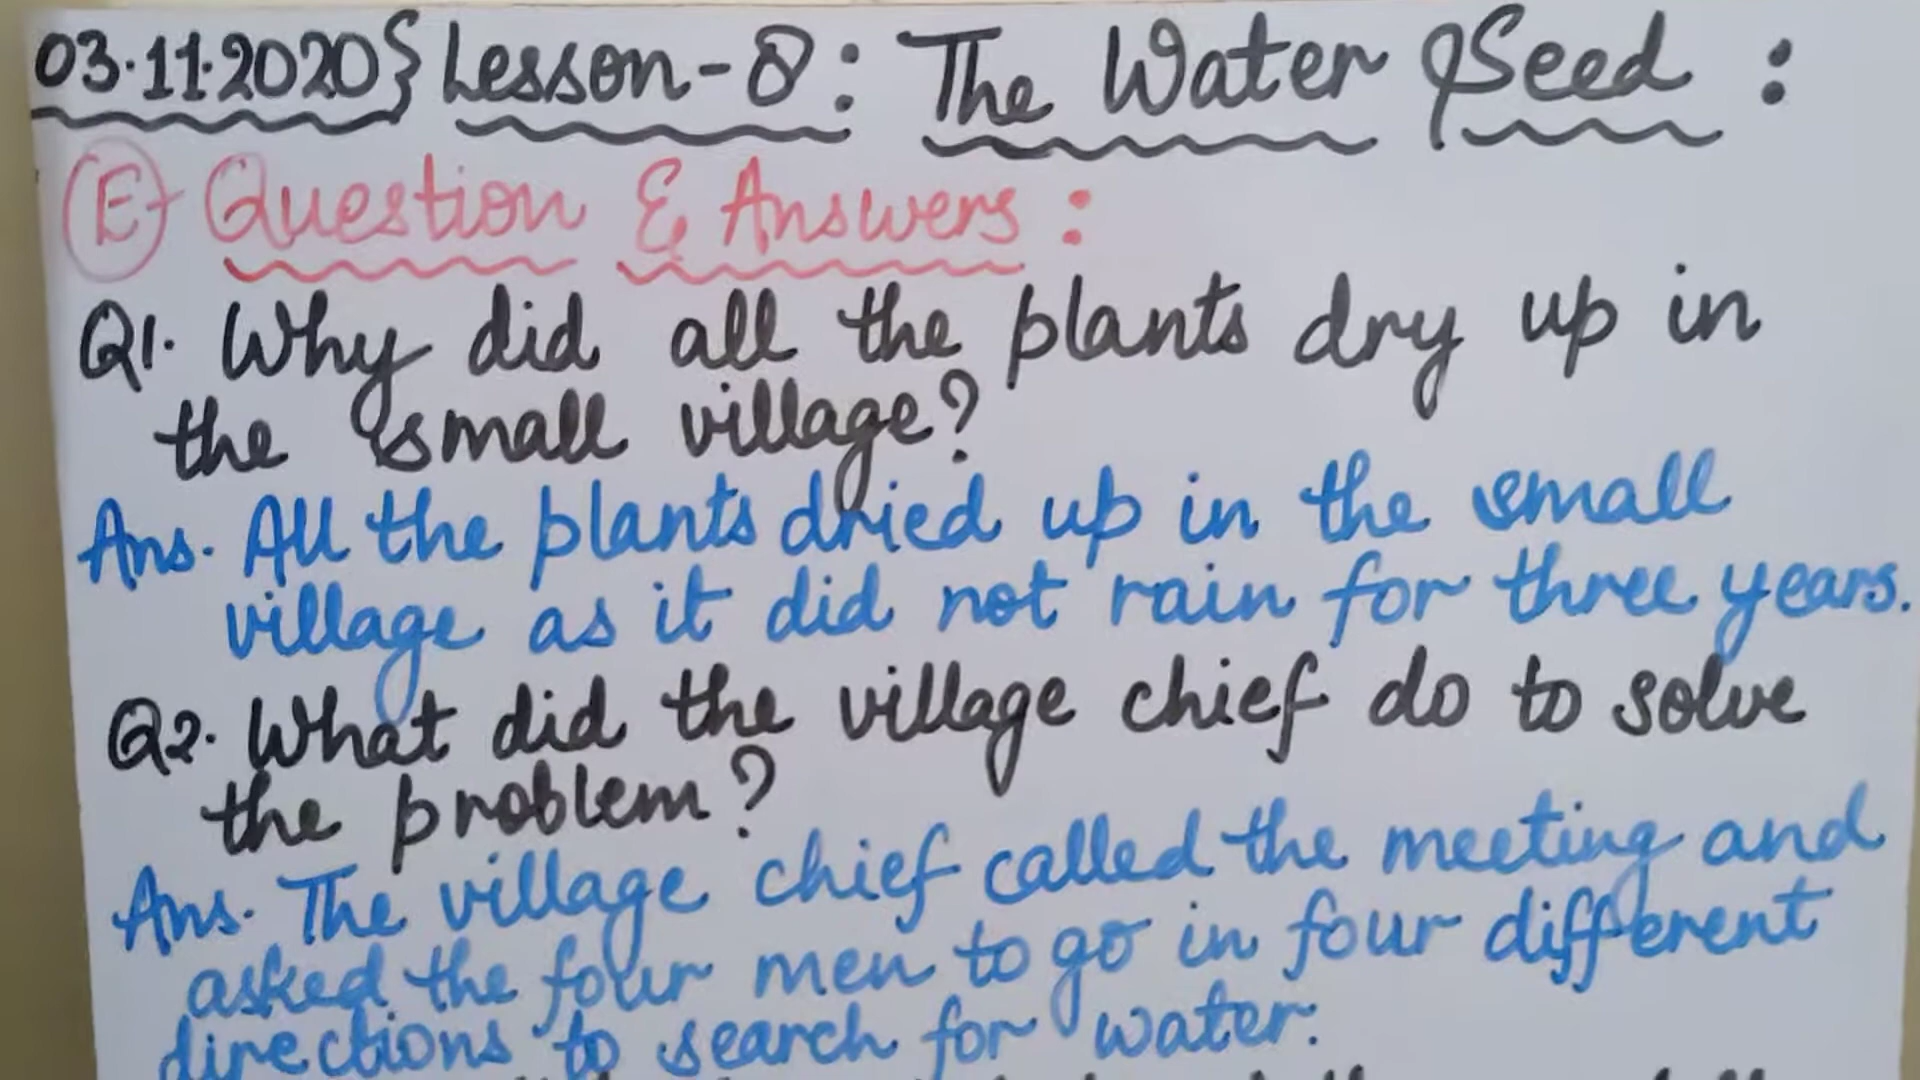 03.11.2020} Lesson-8: The Water Seed :
(E) Question & Answers :
Q1. Why did all the plants dry up in
the small village?
Ans. All the plants dried up in the small
village as it did not rain for three years.
Q2. What did the village chief do to solve
the problem?
Ans. The village chief called the meeting and
asked the four men to go in four different
directions to search for water.